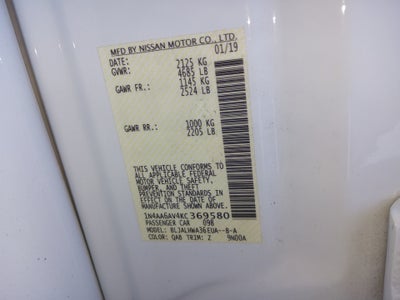 MFD BY NISSAN MOTOR CO., LTD.
DATE: 01/19
GVWR: 2125 KG
4685 LB
GAWR FR.: 1145 KG
2524 LB
GAWR RR.: 1000 KG
2205 LB
THIS VEHICLE CONFORMS TO
ALL APPLICABLE FEDERAL
MOTOR VEHICLE SAFETY,
BUMPER, AND THEFT
PREVENTION STANDARDS IN
EFFECT ON THE DATE OF
MANUFACTURE SHOWN ABOVE.
1N4AA6AV4KC369580
PASSENGER CAR 098
MODEL: BLJALHWA36EUA--B-A
COLOR: QAB TRIM: Z 9N00A